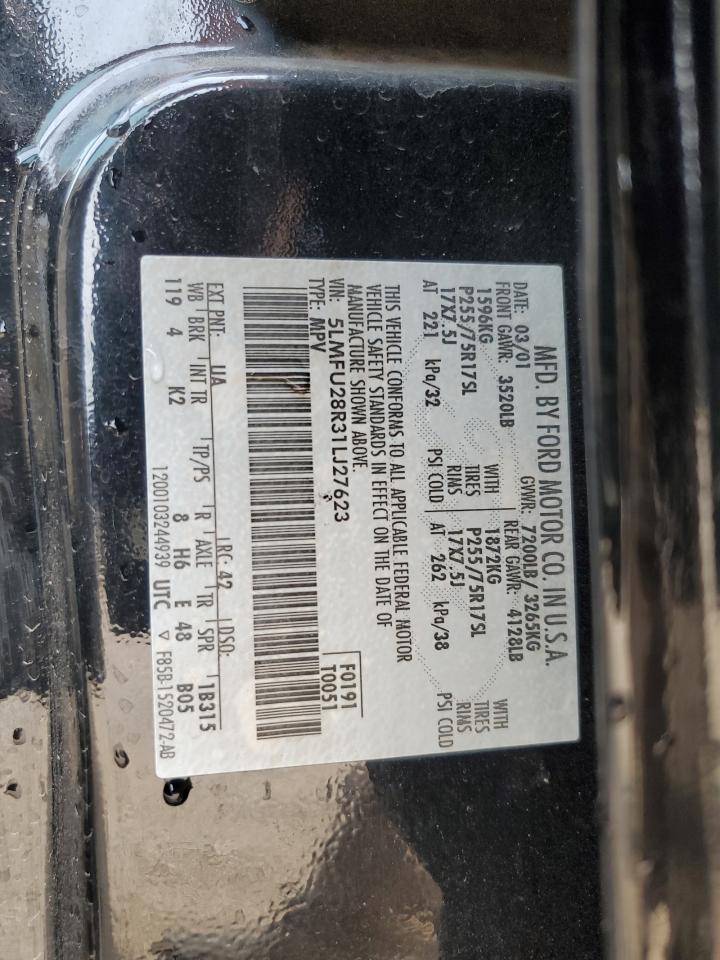 MFD. BY FORD MOTOR CO. IN U.S.A.
DATE: 03/01 GVWR: 7200LB/ 3265KG
FRONT GAWR: 3520LB REAR GAWR: 4128LB
1596KG WITH 1872KG WITH
P255/75R17SL TIRES P255/75R17SL TIRES
17X7.5J RIMS 17X7.5J RIMS
AT 221 kPa/32 PSI COLD AT 262 kPa/38 PSI COLD
THIS VEHICLE CONFORMS TO ALL APPLICABLE FEDERAL MOTOR
VEHICLE SAFETY STANDARDS IN EFFECT ON THE DATE OF
MANUFACTURE SHOWN ABOVE.
VIN: 5LMFU28R31LJ27623 F0191
TYPE: MPV T0051
EXT PNT: UA RC: 42 DSO:
WB BRK INT TR TP/PS R AXLE TR SPR 1B315
119 4 K2 8 H6 E 48 B05
1200103244939 UTC ▽ F85B-1520472-AB